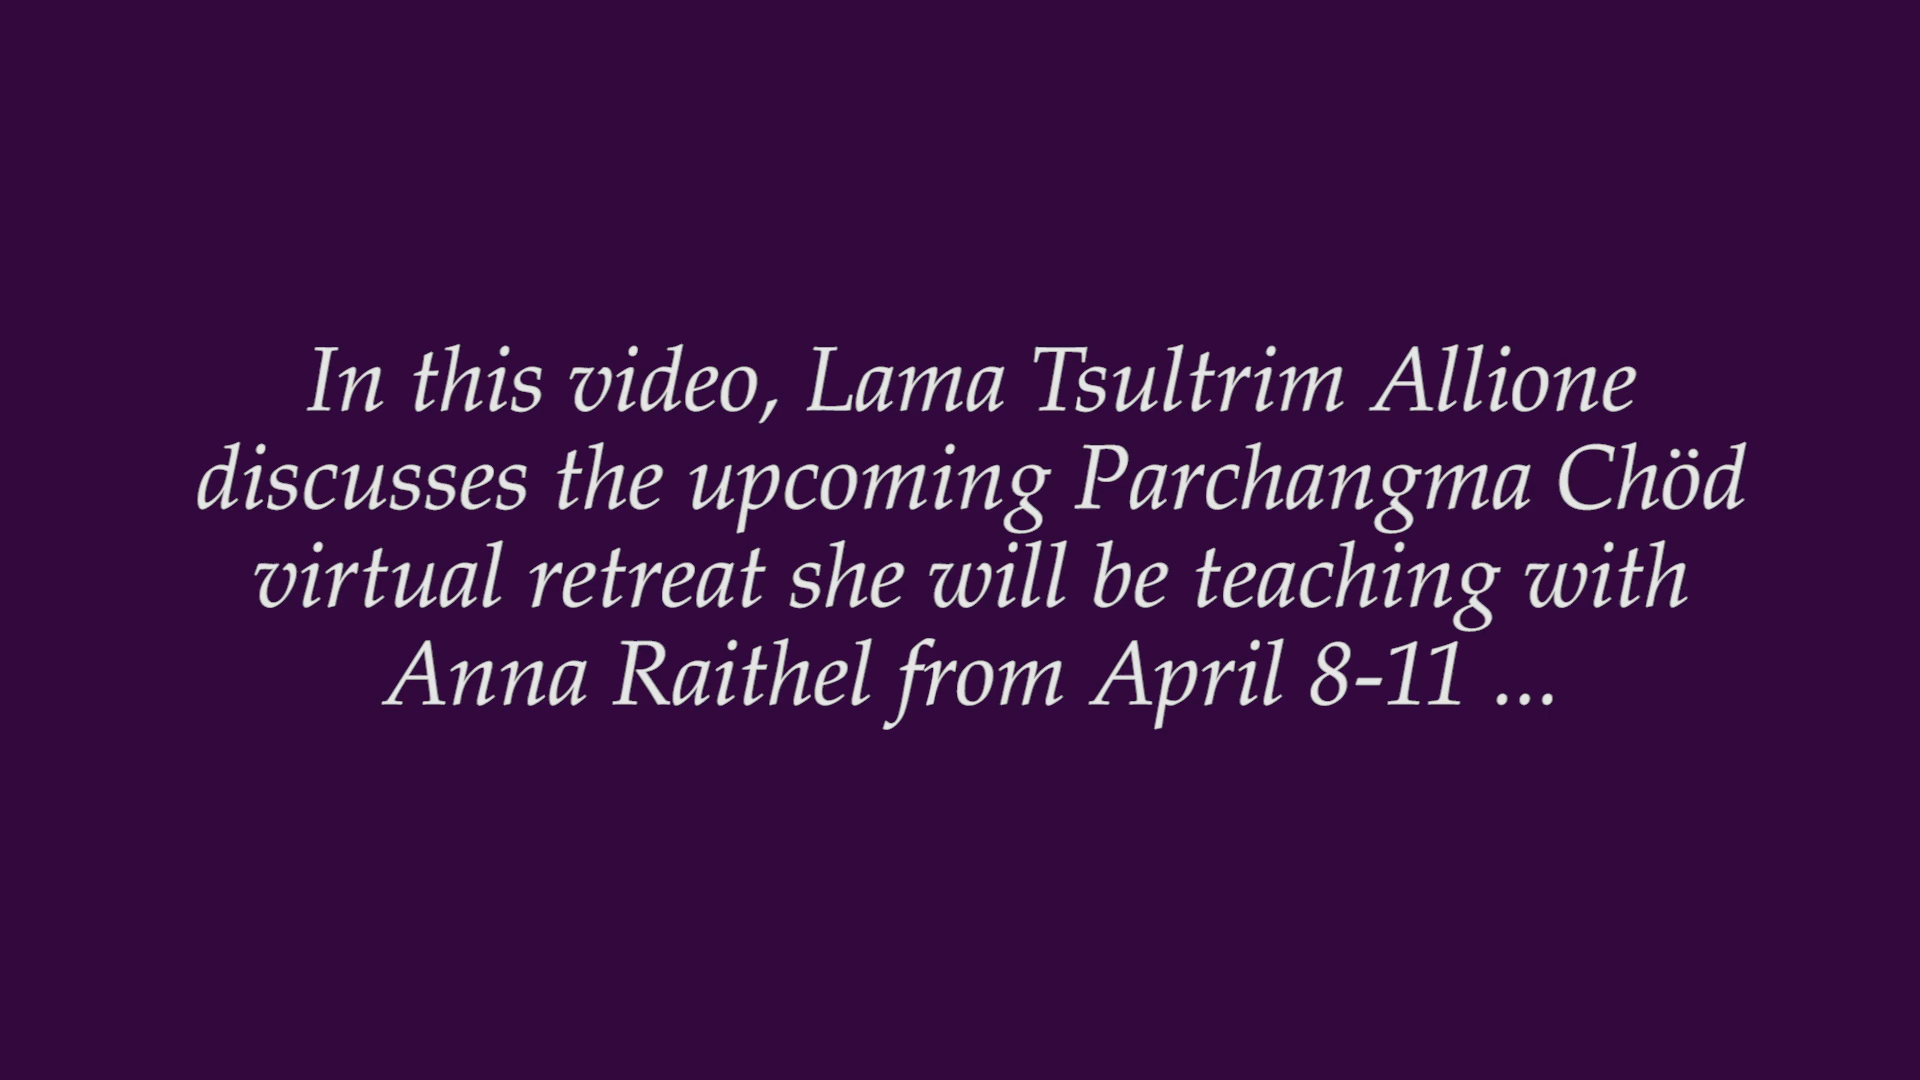 In this video, Lama Tsultrim Allione
discusses the upcoming Parchangma Chöd
virtual retreat she will be teaching with
Anna Raithel from April 8-11 ...